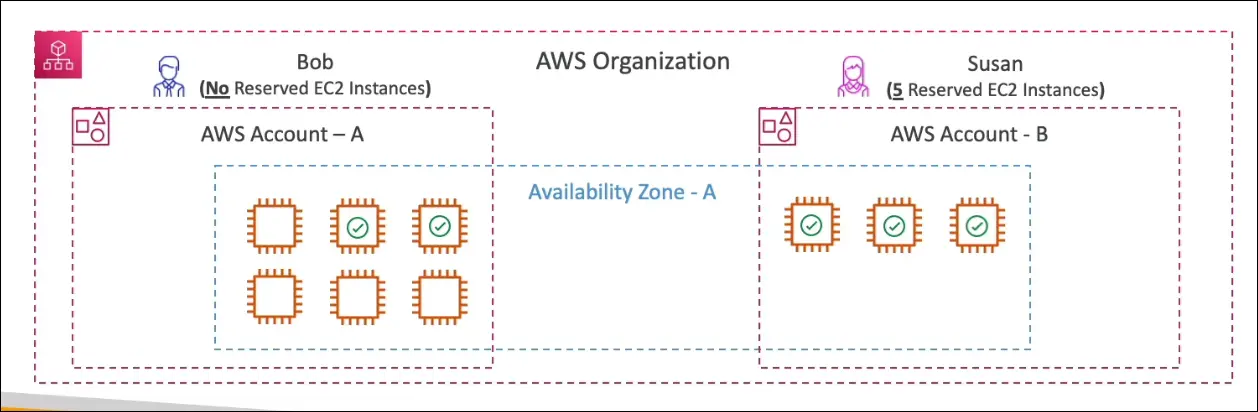 Bob
(No Reserved EC2 Instances)
AWS Organization
Susan
(5 Reserved EC2 Instances)
AWS Account – A
AWS Account - B
Availability Zone - A